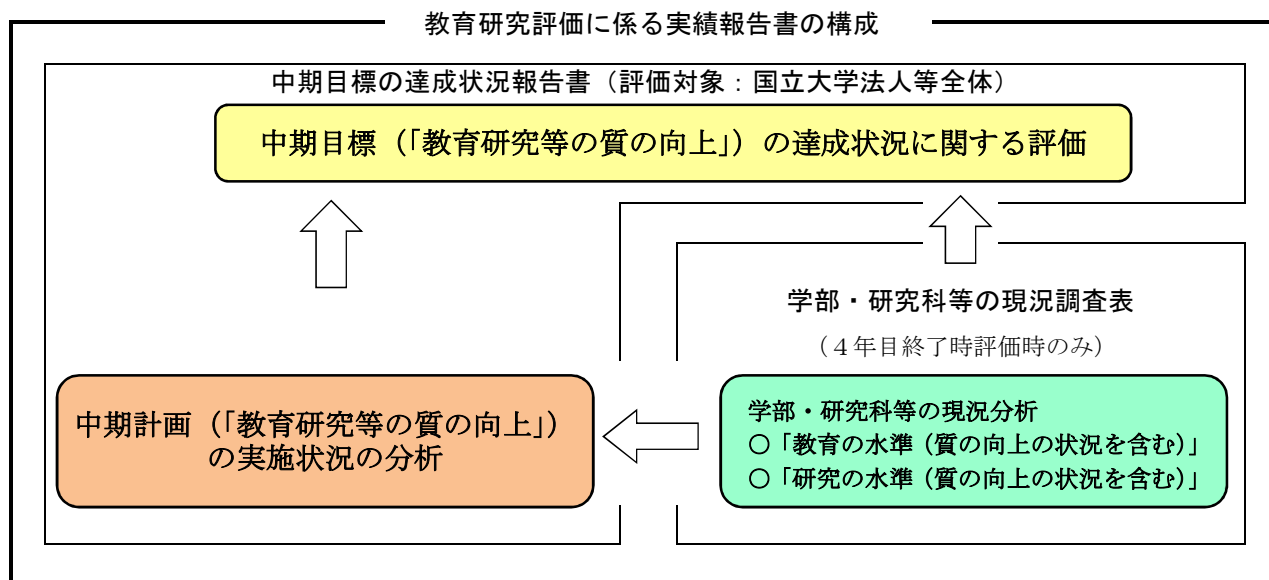 教育研究評価に係る実績報告書の構成
中期目標の達成状況報告書（評価対象：国立大学法人等全体）
中期目標（「教育研究等の質の向上」）の達成状況に関する評価
学部・研究科等の現況調査表
（４年目終了時評価時のみ）
中期計画（「教育研究等の質の向上」）
の実施状況の分析
学部・研究科等の現況分析
○「教育の水準（質の向上の状況を含む）」
○「研究の水準（質の向上の状況を含む）」